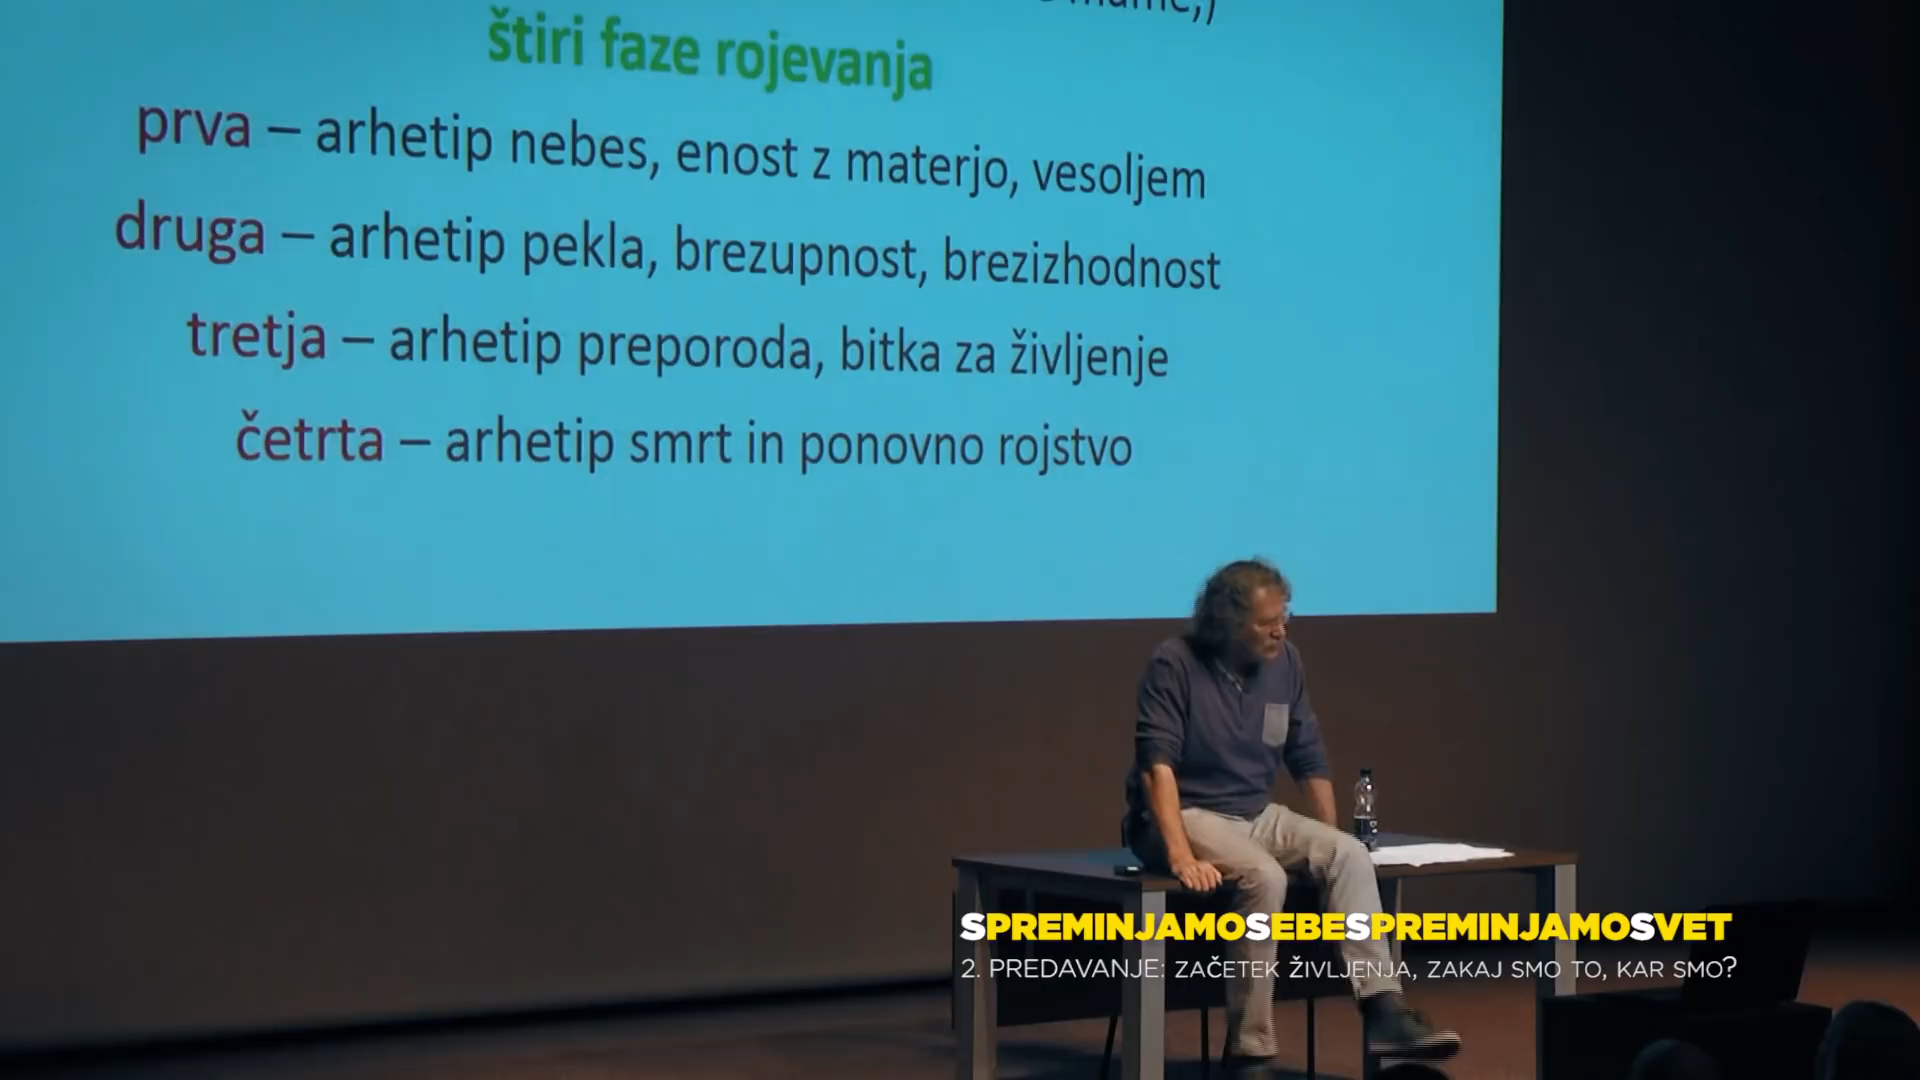 štiri faze rojevanja
prva – arhetip nebes, enost z materjo, vesoljem
druga – arhetip pekla, brezupnost, brezizhodnost
tretja – arhetip preporoda, bitka za življenje
četrta – arhetip smrt in ponovno rojstvo
SPREMINJAMOSEBESPREMINJAMOSVET
2. PREDAVANJE: ZAČETEK ŽIVLJENJA, ZAKAJ SMO TO, KAR SMO?